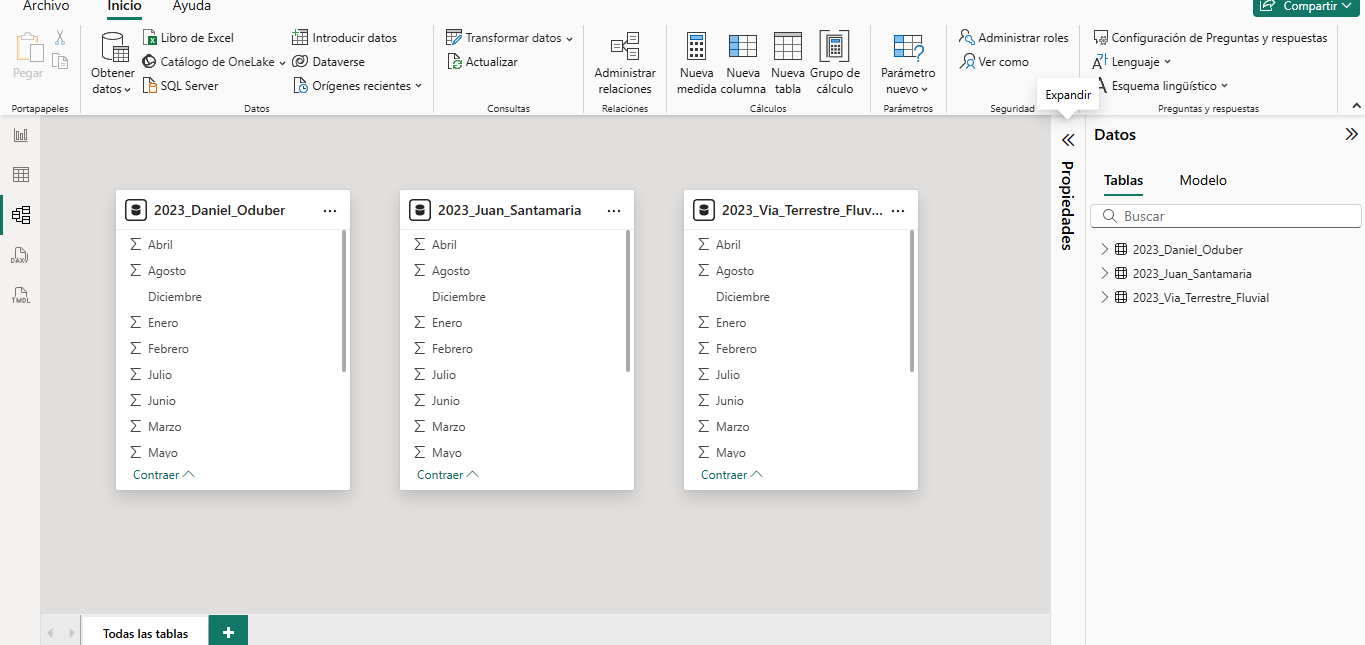 Archivo Inicio Ayuda Compartir
Pegar
Portapapeles
Obtener datos
Libro de Excel
Catálogo de OneLake
SQL Server
Introducir datos
Dataverse
Orígenes recientes
Datos
Transformar datos
Actualizar
Consultas
Administrar relaciones
Relaciones
Nueva medida
Nueva columna
Nueva tabla
Grupo de cálculo
Cálculos
Parámetro nuevo
Parámetros
Administrar roles
Ver como
Seguridad
Expandir
Configuración de Preguntas y respuestas
Lenguaje
Esquema lingüístico
Preguntas y respuestas
DAX
TMDL
2023_Daniel_Oduber
Abril
Agosto
Diciembre
Enero
Febrero
Julio
Junio
Marzo
Mayo
Contraer
2023_Juan_Santamaria
Abril
Agosto
Diciembre
Enero
Febrero
Julio
Junio
Marzo
Mayo
Contraer
2023_Via_Terrestre_Fluv...
Abril
Agosto
Diciembre
Enero
Febrero
Julio
Junio
Marzo
Mayo
Contraer
Propiedades
Datos
Tablas Modelo
Buscar
2023_Daniel_Oduber
2023_Juan_Santamaria
2023_Via_Terrestre_Fluvial
Todas las tablas